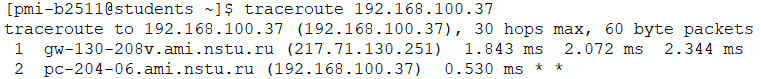 [pmi-b2511@students ~]$ traceroute 192.168.100.37
traceroute to 192.168.100.37 (192.168.100.37), 30 hops max, 60 byte packets
1 gw-130-208v.ami.nstu.ru (217.71.130.251) 1.843 ms 2.072 ms 2.344 ms
2 pc-204-06.ami.nstu.ru (192.168.100.37) 0.530 ms * *